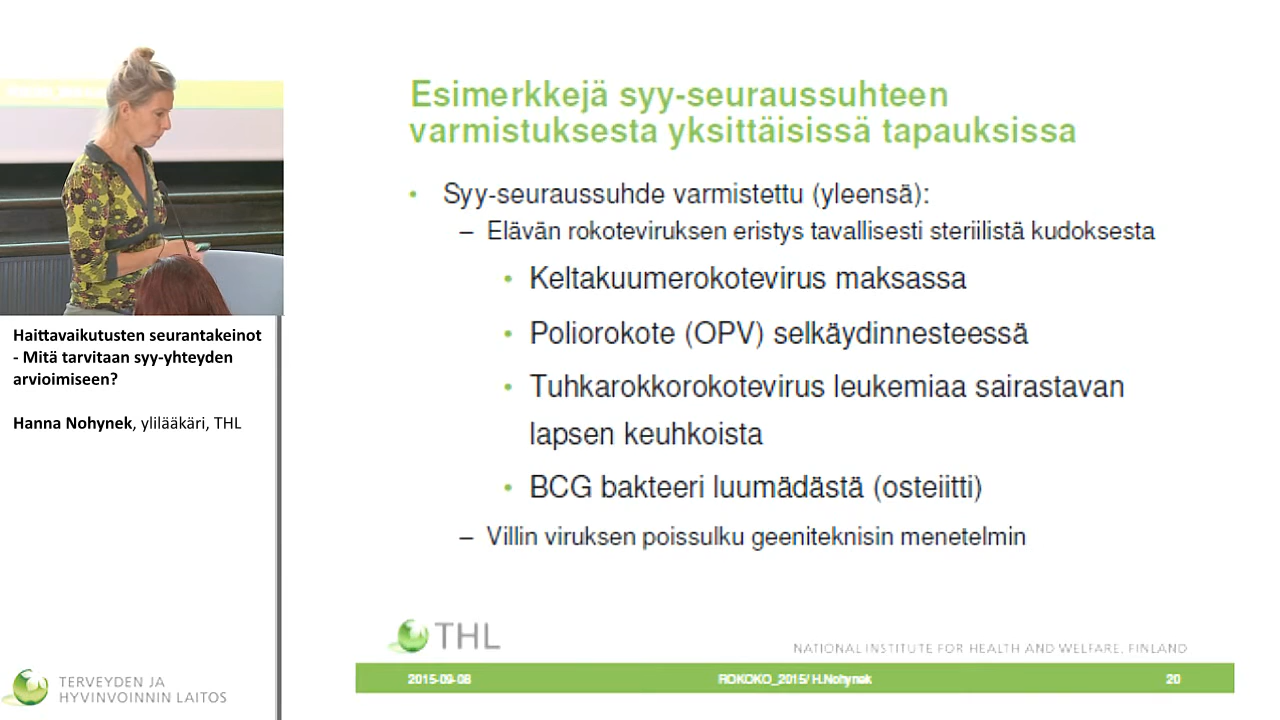 Esimerkkejä syy-seuraussuhteen
varmistuksesta yksittäisissä tapauksissa
• Syy-seuraussuhde varmistettu (yleensä):
– Elävän rokoteviruksen eristys tavallisesti steriilistä kudoksesta
• Keltakuumerokotevirus maksassa
• Poliorokote (OPV) selkäydinnesteessä
• Tuhkarokkorokotevirus leukemiaa sairastavan
lapsen keuhkoista
• BCG bakteeri luumädästä (osteiitti)
– Villin viruksen poissulku geeniteknisin menetelmin
THL
NATIONAL INSTITUTE FOR HEALTH AND WELFARE, FINLAND
2015-09-08
ROKOKO_2015/ H.Nohynek
20
Haittavaikutusten seurantakeinot
- Mitä tarvitaan syy-yhteyden
arvioimiseen?
Hanna Nohynek, ylilääkäri, THL
TERVEYDEN JA
HYVINVOINNIN LAITOS